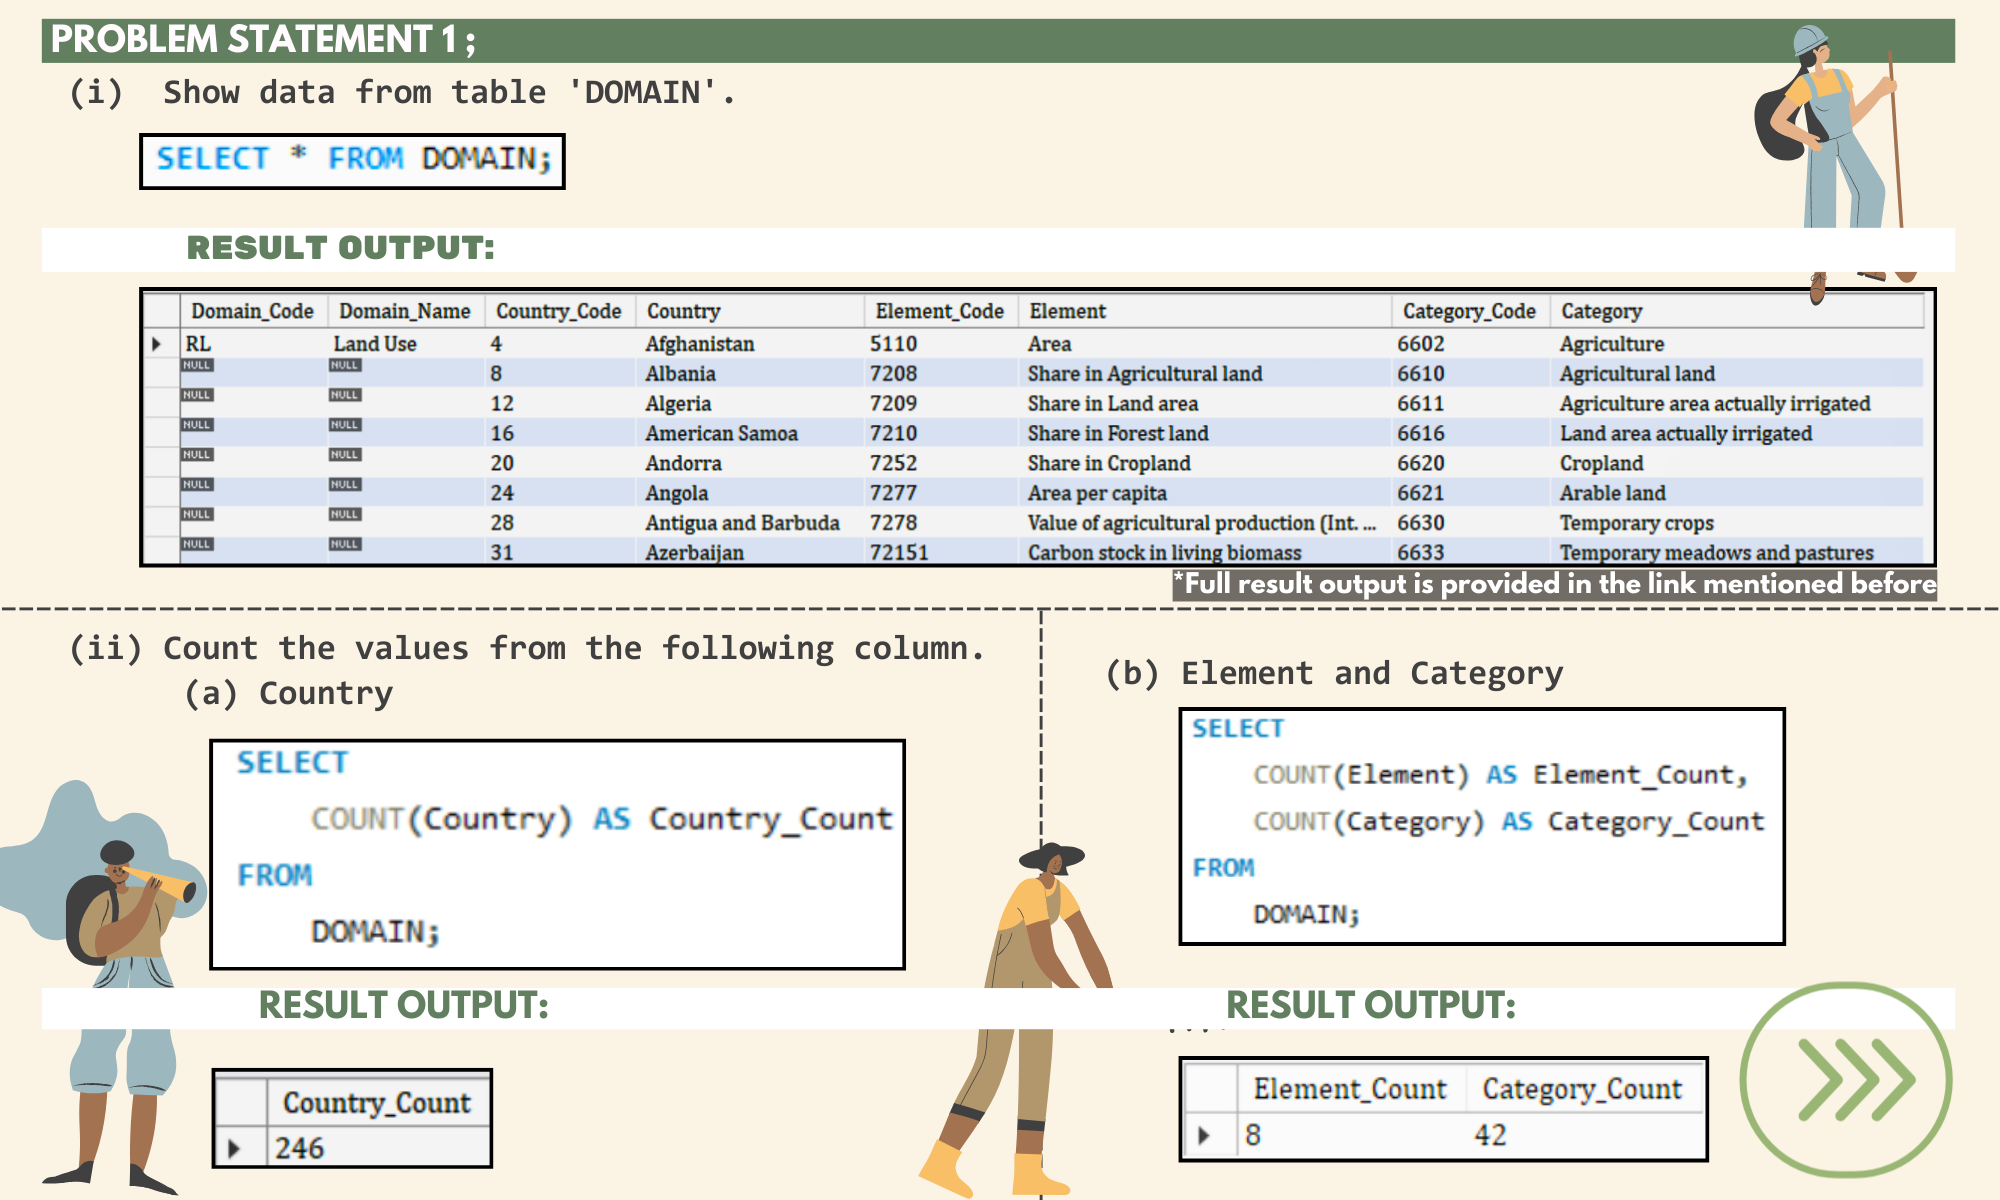 PROBLEM STATEMENT 1 ;
(i) Show data from table 'DOMAIN'.
SELECT * FROM DOMAIN;
RESULT OUTPUT:
Domain_Code Domain_Name Country_Code Country Element_Code Element Category_Code Category
RL Land Use 4 Afghanistan 5110 Area 6602 Agriculture
NULL NULL 8 Albania 7208 Share in Agricultural land 6610 Agricultural land
NULL NULL 12 Algeria 7209 Share in Land area 6611 Agriculture area actually irrigated
NULL NULL 16 American Samoa 7210 Share in Forest land 6616 Land area actually irrigated
NULL NULL 20 Andorra 7252 Share in Cropland 6620 Cropland
NULL NULL 24 Angola 7277 Area per capita 6621 Arable land
NULL NULL 28 Antigua and Barbuda 7278 Value of agricultural production (Int. ... 6630 Temporary crops
NULL NULL 31 Azerbaijan 72151 Carbon stock in living biomass 6633 Temporary meadows and pastures
*Full result output is provided in the link mentioned before
(ii) Count the values from the following column.
(a) Country
SELECT
COUNT(Country) AS Country_Count
FROM
DOMAIN;
RESULT OUTPUT:
Country_Count
246
(b) Element and Category
SELECT
COUNT(Element) AS Element_Count,
COUNT(Category) AS Category_Count
FROM
DOMAIN;
RESULT OUTPUT:
Element_Count Category_Count
8 42